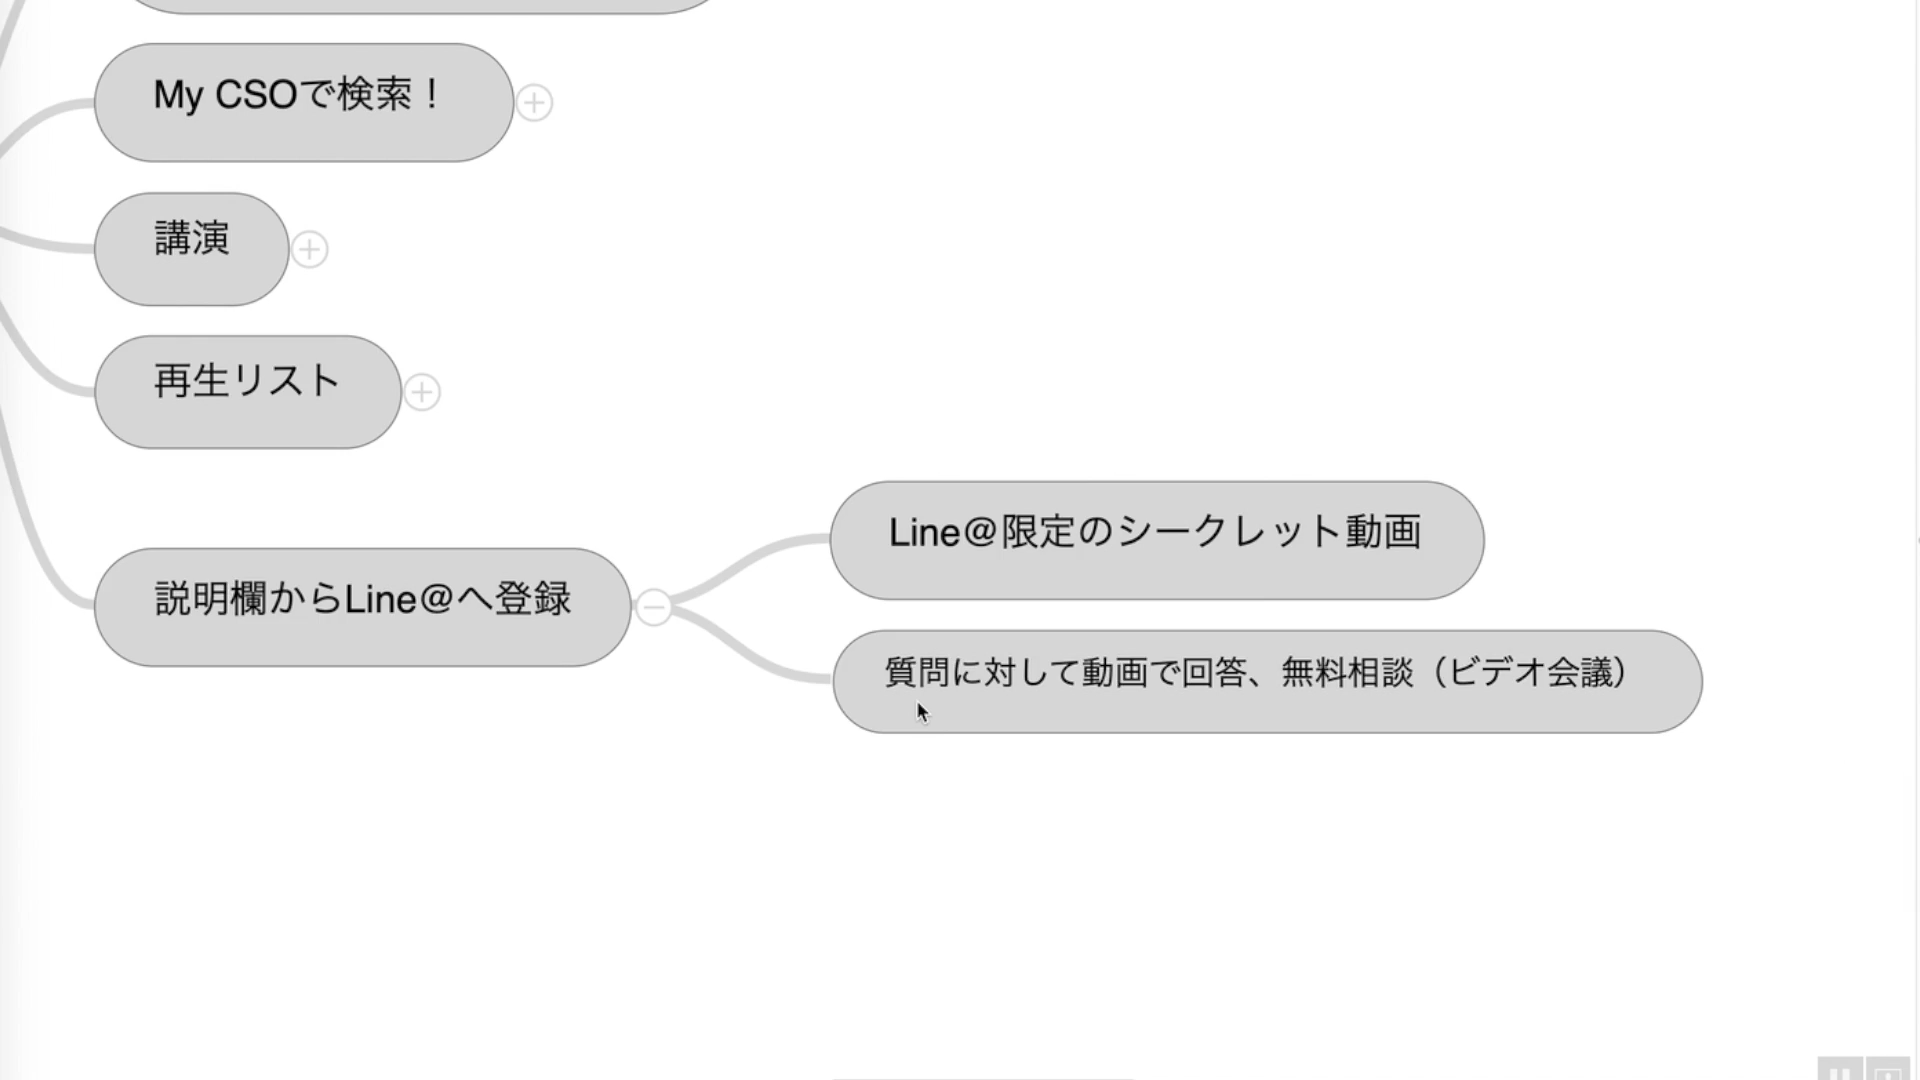 My CSOで検索！
講演
再生リスト
説明欄からLine@へ登録
Line@限定のシークレット動画
質問に対して動画で回答、無料相談（ビデオ会議）